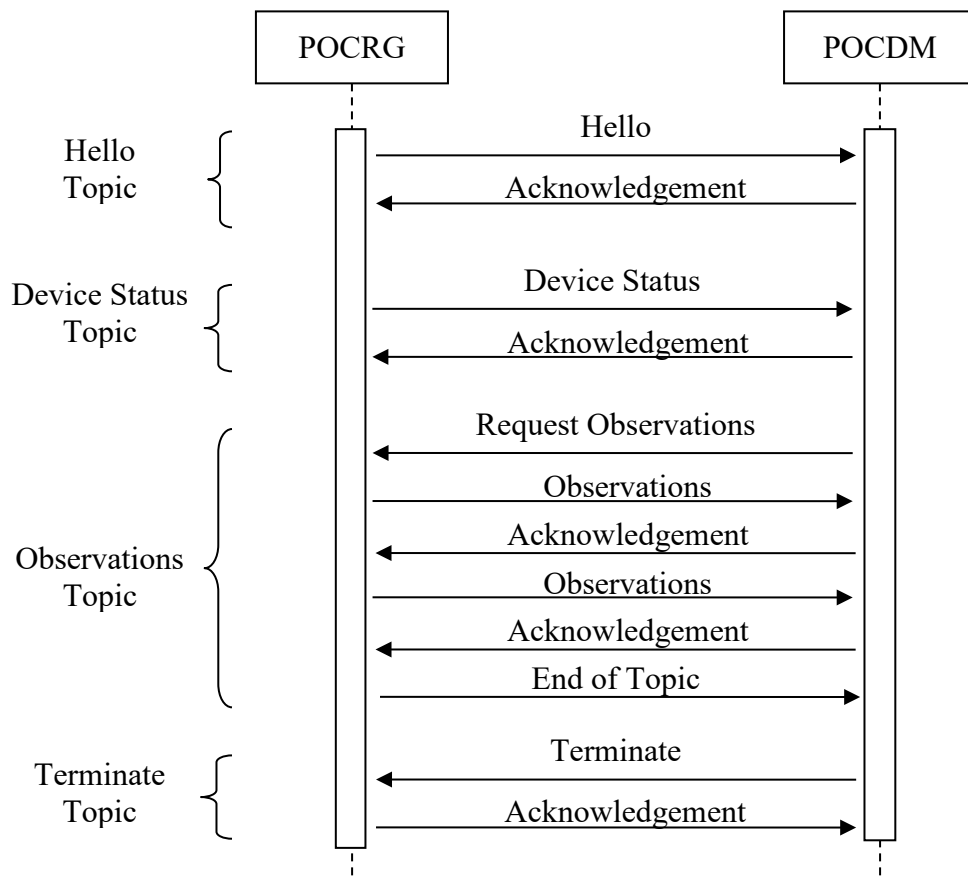 POCRG
POCDM
Hello
Topic
Hello
Acknowledgement
Device Status
Topic
Device Status
Acknowledgement
Observations
Topic
Request Observations
Observations
Acknowledgement
Observations
Acknowledgement
End of Topic
Terminate
Topic
Terminate
Acknowledgement